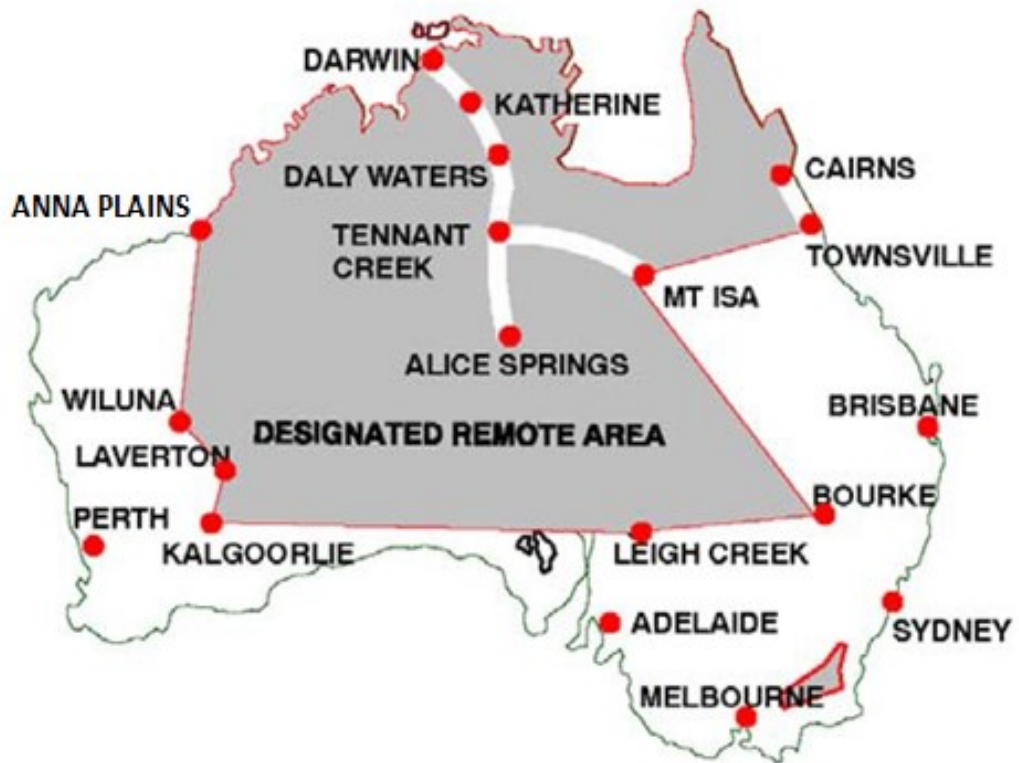 DARWIN
KATHERINE
DALY WATERS
CAIRNS
ANNA PLAINS
TENNANT
CREEK
TOWNSVILLE
MT ISA
ALICE SPRINGS
WILUNA
BRISBANE
DESIGNATED REMOTE AREA
LAVERTON
BOURKE
PERTH
KALGOORLIE
LEIGH CREEK
ADELAIDE
SYDNEY
MELBOURNE